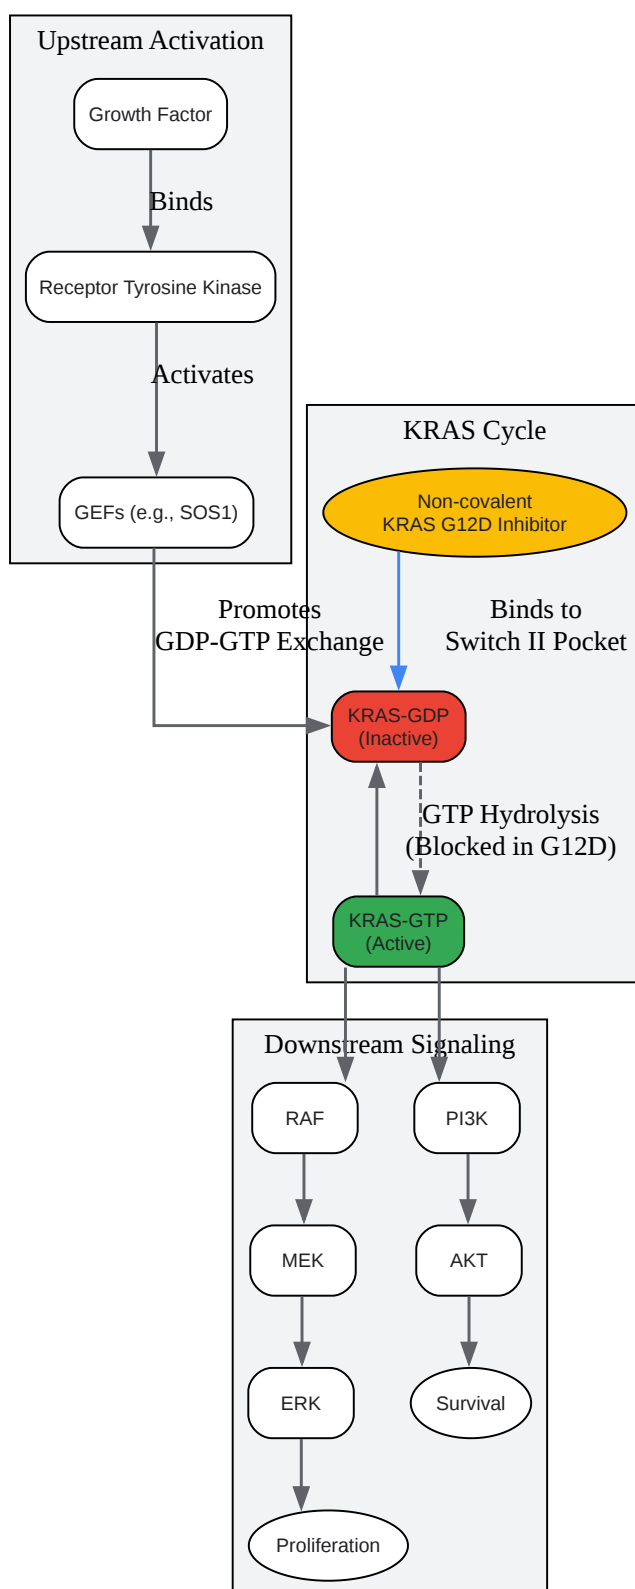 Upstream Activation
Growth Factor
Binds
Receptor Tyrosine Kinase
Activates
GEFs (e.g., SOS1)
KRAS Cycle
Non-covalent
KRAS G12D Inhibitor
Promotes
GDP-GTP Exchange
Binds to
Switch II Pocket
KRAS-GDP
(Inactive)
GTP Hydrolysis
(Blocked in G12D)
KRAS-GTP
(Active)
Downstream Signaling
RAF
PI3K
MEK
AKT
ERK
Survival
Proliferation